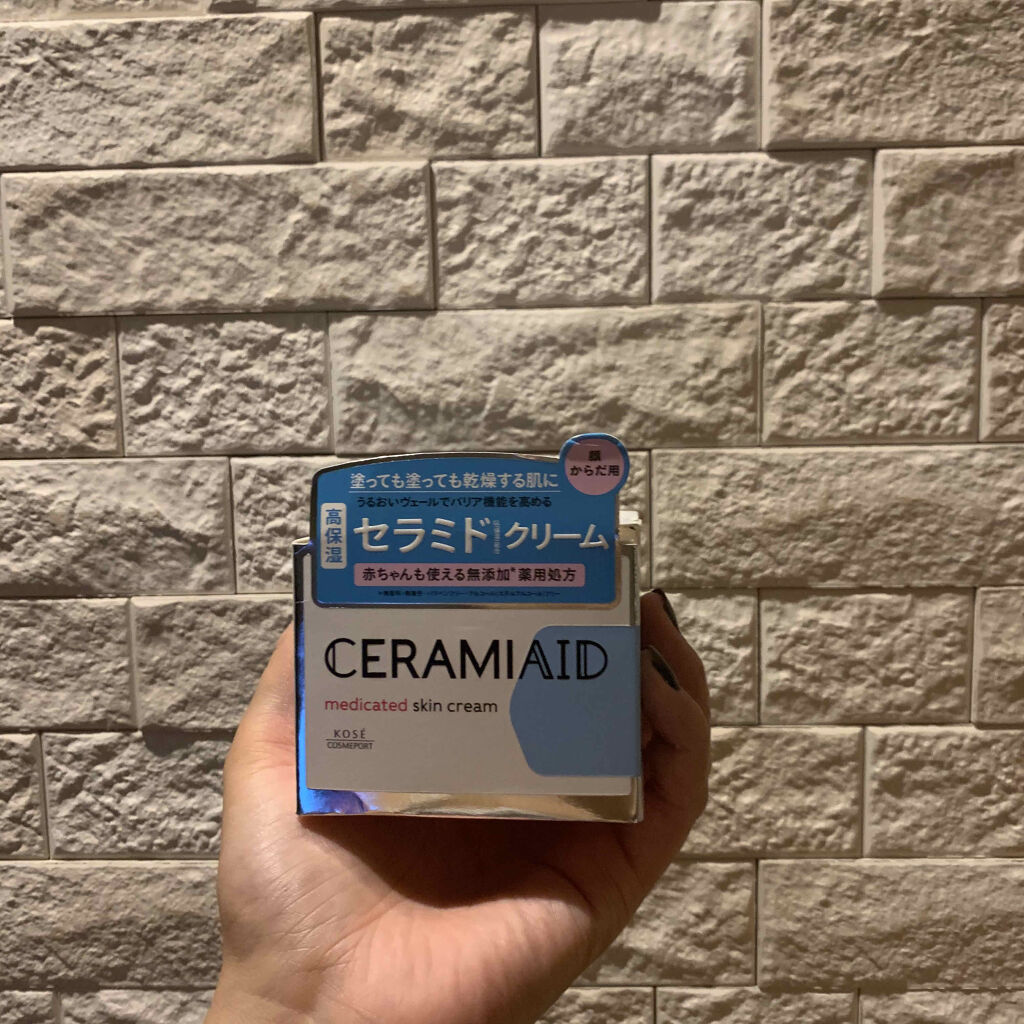 顔
からだ用
塗っても塗っても乾燥する肌に
うるおいヴェールでバリア機能を高める
高保湿
セラミドクリーム
赤ちゃんも使える無添加*薬用処方
CERAMIAID
medicated skin cream
KOSÉ
COSMEPORT